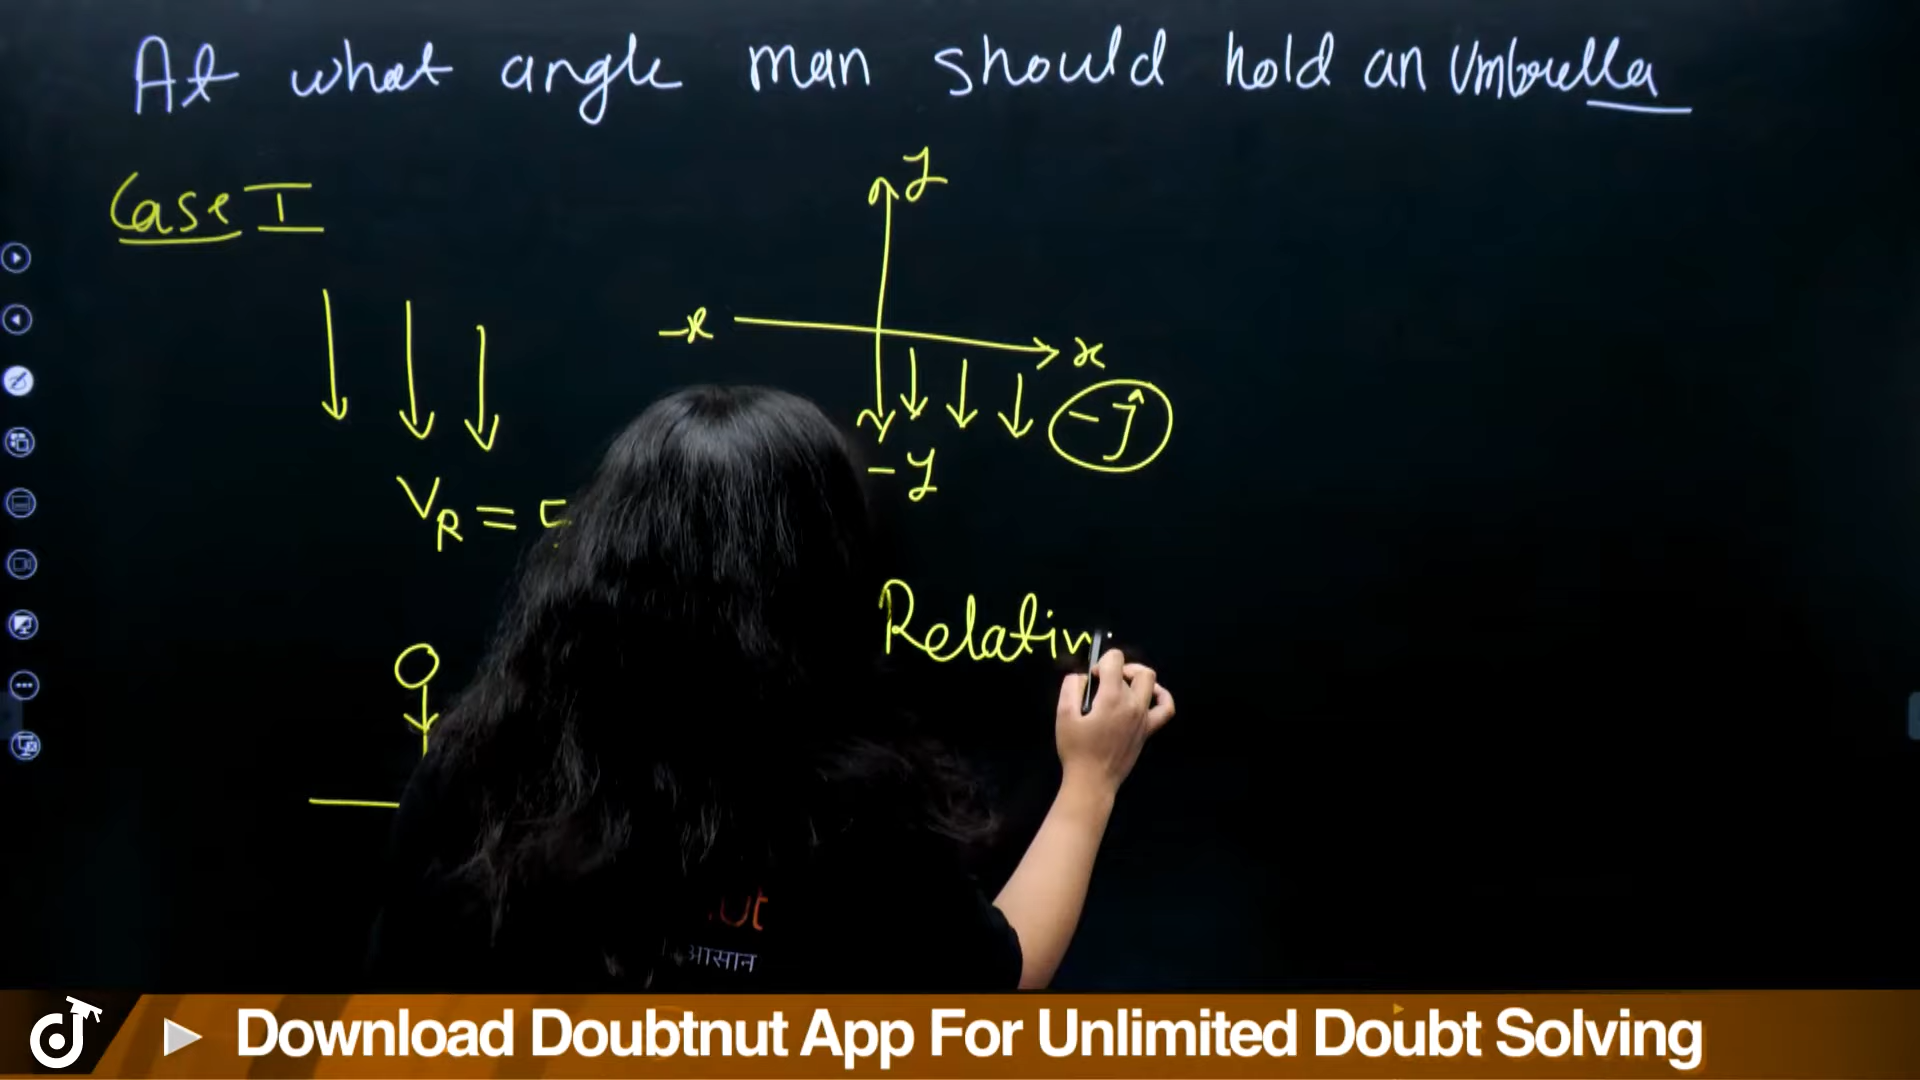 At what angle man should hold an Umbrella
Case I
y
-x
x
-ĵ
-y
V_R = 5
Relativ
आसान
Download Doubtnut App For Unlimited Doubt Solving